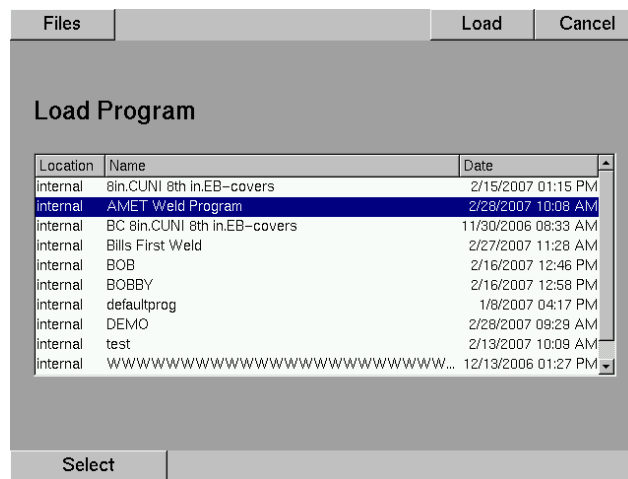 Files Load Cancel
Load Program
Location Name Date
internal 8in.CUNI 8th in.EB-covers 2/15/2007 01:15 PM
internal AMET Weld Program 2/28/2007 10:08 AM
internal BC 8in.CUNI 8th in.EB-covers 11/30/2006 08:33 AM
internal Bills First Weld 2/27/2007 11:28 AM
internal BOB 2/16/2007 12:46 PM
internal BOBBY 2/16/2007 12:58 PM
internal defaultprog 1/8/2007 04:17 PM
internal DEMO 2/28/2007 09:29 AM
internal test 2/13/2007 10:09 AM
internal WWWWWWWWWWWWWWWWWWWWWWW... 12/13/2006 01:27 PM
Select